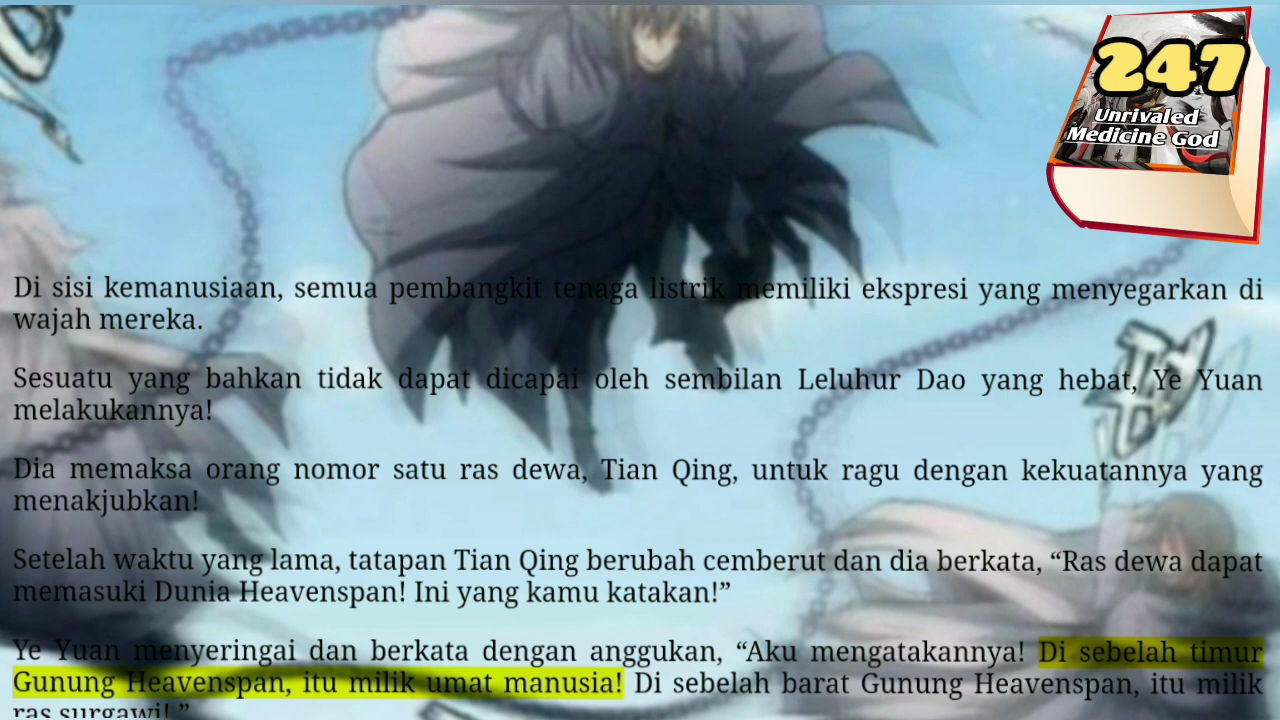 247
Unrivaled
Medicine God
Di sisi kemanusiaan, semua pembangkit tenaga listrik memiliki ekspresi yang menyegarkan di
wajah mereka.
Sesuatu yang bahkan tidak dapat dicapai oleh sembilan Leluhur Dao yang hebat, Ye Yuan
melakukannya!
Dia memaksa orang nomor satu ras dewa, Tian Qing, untuk ragu dengan kekuatannya yang
menakjubkan!
Setelah waktu yang lama, tatapan Tian Qing berubah cemberut dan dia berkata, “Ras dewa dapat
memasuki Dunia Heavenspan! Ini yang kamu katakan!”
Ye Yuan menyeringai dan berkata dengan anggukan, “Aku mengatakannya! Di sebelah timur
Gunung Heavenspan, itu milik umat manusia! Di sebelah barat Gunung Heavenspan, itu milik
ras surgawi! ”